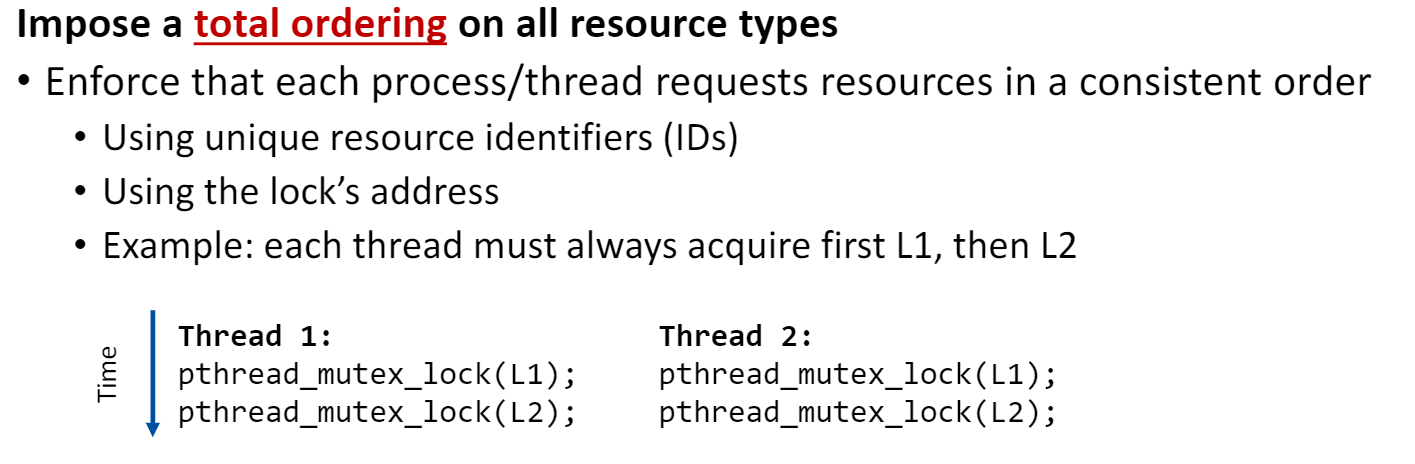 Impose a total ordering on all resource types
• Enforce that each process/thread requests resources in a consistent order
• Using unique resource identifiers (IDs)
• Using the lock’s address
• Example: each thread must always acquire first L1, then L2
Time
Thread 1:
pthread_mutex_lock(L1);
pthread_mutex_lock(L2);
Thread 2:
pthread_mutex_lock(L1);
pthread_mutex_lock(L2);